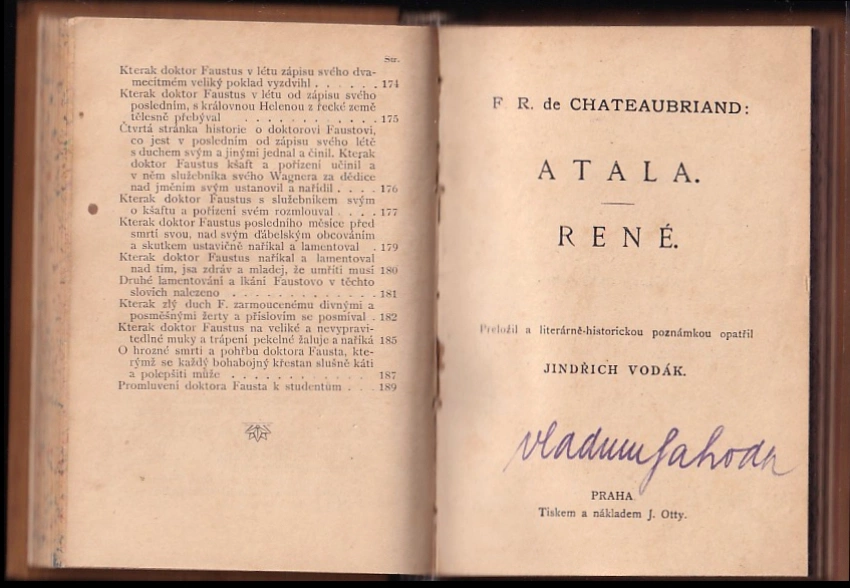 Str.
Kterak doktor Faustus v létu zápisu svého dva-
mecitmém veliký poklad vyzdvihl . . . . . . 174
Kterak doktor Faustus v létu od zápisu svého
posledním, s královnou Helenou z řecké země
tělesně přebýval . . . . . . . . . . . 175
Čtvrtá stránka historie o doktorovi Faustovi,
co jest v posledním od zápisu svého létě
s duchem svým a jinými jednal a činil. Kterak
doktor Faustus kšaft a pořízení učinil a
v něm služebníka svého Wagnera za dědice
nad jměním svým ustanovil a nařídil . . . . 176
Kterak doktor Faustus s služebníkem svým
o kšaftu a pořízení svém rozmlouval . . . . 177
Kterak doktor Faustus posledního měsíce před
smrtí svou, nad svým ďábelským obcováním
a skutkem ustavičně naříkal a lamentoval . 179
Kterak doktor Faustus naříkal a lamentoval
nad tím, jsa zdráv a mladej, že umříti musí 180
Druhé lamentování a lkání Faustovo v těchto
slovích nalezeno . . . . . . . . . . . . 181
Kterak zlý duch F. zarmoucenému divnými a
posměšnými žerty a příslovím se posmíval . 182
Kterak doktor Faustus na veliké a nevypravi-
tedlné muky a trápení pekelné žaluje a naříká 185
O hrozné smrti a pohřbu doktora Fausta, kte-
rýmž se každý bohabojný křestan slušně káti
a polepšiti může . . . . . . . . . . . . 187
Promluvení doktora Fausta k studentům . . . 189
F. R. de CHATEAUBRIAND:
ATALA.
RENÉ.
Přeložil a literárně-historickou poznámkou opatřil
JINDŘICH VODÁK.
PRAHA.
Tiskem a nákladem J. Otty.